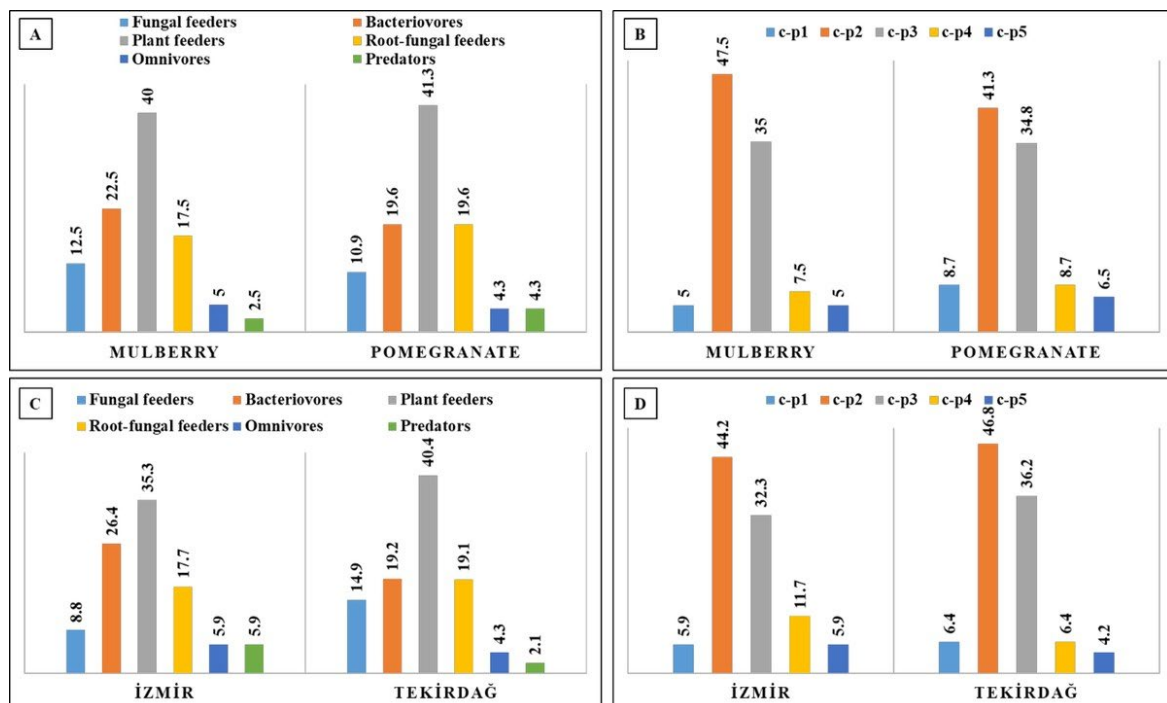 A
Fungal feeders Bacteriovores
Plant feeders Root-fungal feeders
Omnivores Predators
12.5 22.5 40 17.5 5 2.5 10.9 19.6 41.3 19.6 4.3 4.3
MULBERRY POMEGRANATE
B
c-p1 c-p2 c-p3 c-p4 c-p5
5 47.5 35 7.5 5 8.7 41.3 34.8 8.7 6.5
MULBERRY POMEGRANATE
C
Fungal feeders Bacteriovores Plant feeders
Root-fungal feeders Omnivores Predators
8.8 26.4 35.3 17.7 5.9 5.9 14.9 19.2 40.4 19.1 4.3 2.1
İZMİR TEKİRDAĞ
D
c-p1 c-p2 c-p3 c-p4 c-p5
5.9 44.2 32.3 11.7 5.9 6.4 46.8 36.2 6.4 4.2
İZMİR TEKİRDAĞ